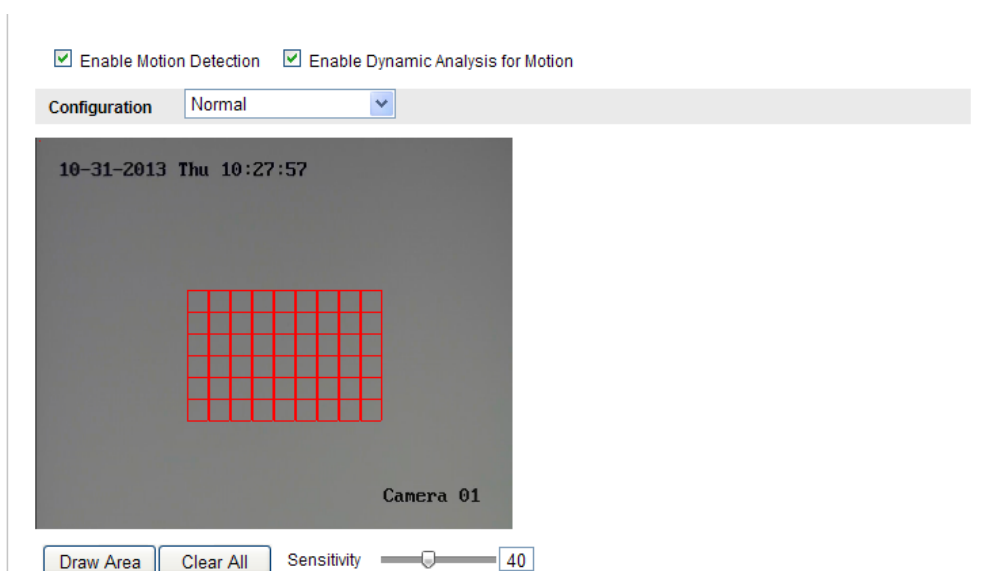 Enable Motion Detection Enable Dynamic Analysis for Motion
Configuration Normal
10-31-2013 Thu 10:27:57
Camera 01
Draw Area Clear All Sensitivity 40